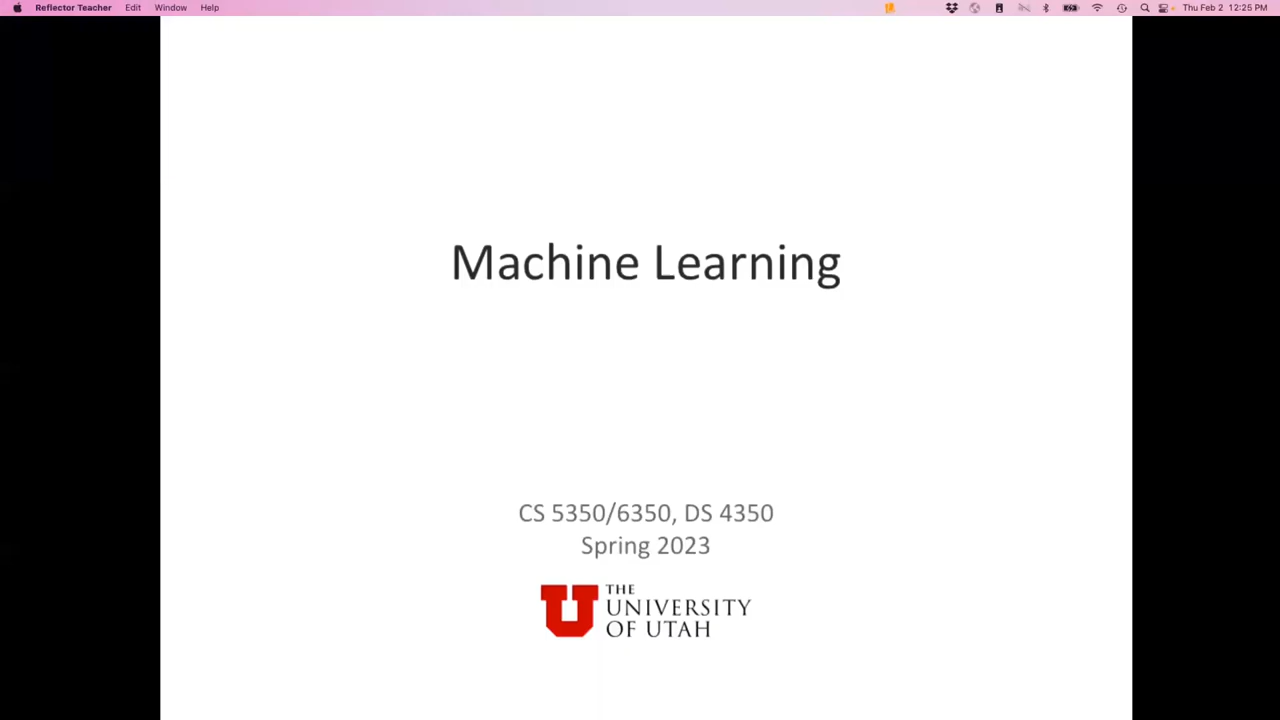 Reflector Teacher Edit Window Help Thu Feb 2 12:25 PM
Machine Learning
CS 5350/6350, DS 4350
Spring 2023
THE
UNIVERSITY
OF UTAH